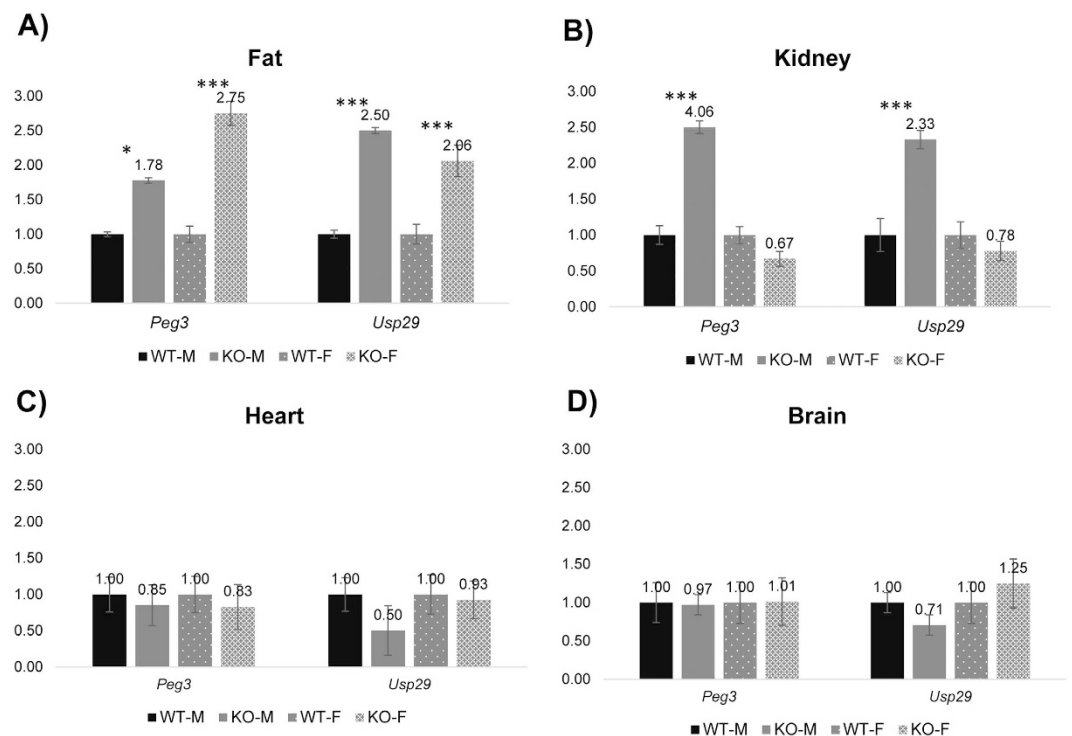 A)
Fat
3.00
2.50
2.00
1.50
1.00
0.50
0.00
*
1.78
***
2.75
***
2.50
***
2.06
Peg3
Usp29
WT-M KO-M WT-F KO-F
B)
Kidney
3.00
2.50
2.00
1.50
1.00
0.50
0.00
***
4.06
0.67
***
2.33
0.78
Peg3
Usp29
WT-M KO-M WT-F KO-F
C)
Heart
3.00
2.50
2.00
1.50
1.00
0.50
0.00
1.00 0.85 1.00 0.83
1.00 0.50 1.00 0.93
Peg3
Usp29
WT-M KO-M WT-F KO-F
D)
Brain
3.00
2.50
2.00
1.50
1.00
0.50
0.00
1.00 0.97 1.00 1.01
1.00 0.71 1.00 1.25
Peg3
Usp29
WT-M KO-M WT-F KO-F